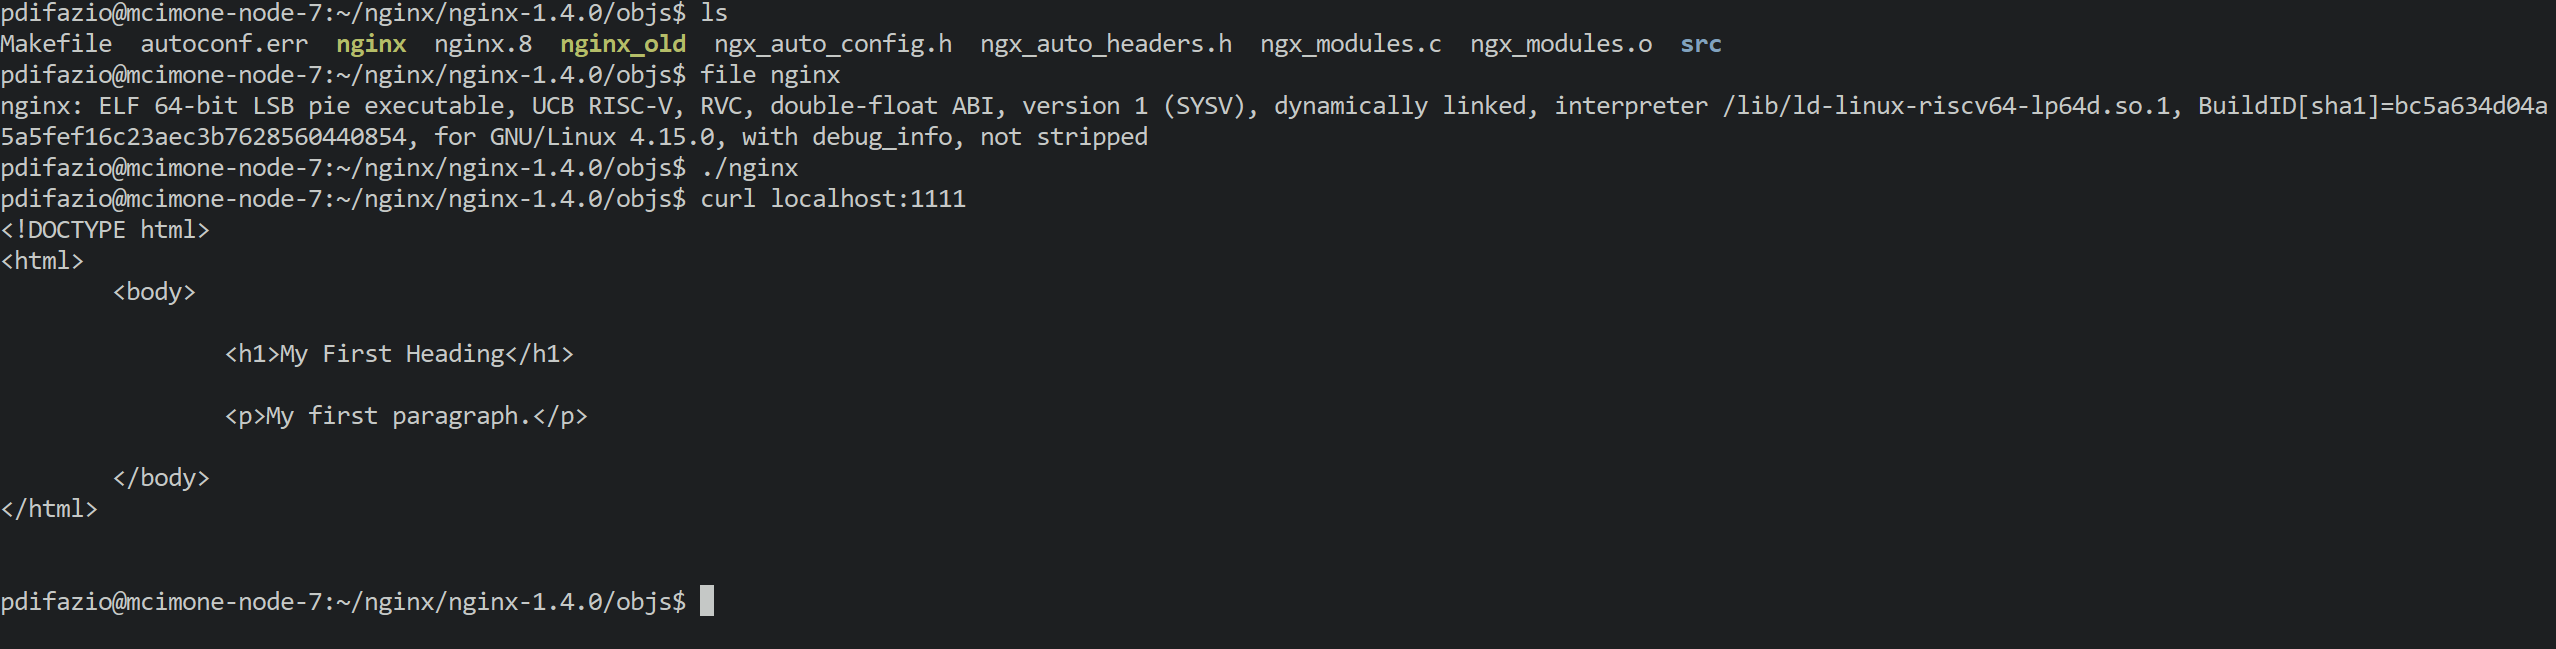 pdifazio@mcimone-node-7:~/nginx/nginx-1.4.0/objs$ ls
Makefile  autoconf.err  nginx  nginx.8  nginx_old  ngx_auto_config.h  ngx_auto_headers.h  ngx_modules.c  ngx_modules.o  src
pdifazio@mcimone-node-7:~/nginx/nginx-1.4.0/objs$ file nginx
nginx: ELF 64-bit LSB pie executable, UCB RISC-V, RVC, double-float ABI, version 1 (SYSV), dynamically linked, interpreter /lib/ld-linux-riscv64-lp64d.so.1, BuildID[sha1]=bc5a634d04a
5a5fef16c23aec3b7628560440854, for GNU/Linux 4.15.0, with debug_info, not stripped
pdifazio@mcimone-node-7:~/nginx/nginx-1.4.0/objs$ ./nginx
pdifazio@mcimone-node-7:~/nginx/nginx-1.4.0/objs$ curl localhost:1111
<!DOCTYPE html>
<html>
        <body>
                <h1>My First Heading</h1>
                <p>My first paragraph.</p>
        </body>
</html>
pdifazio@mcimone-node-7:~/nginx/nginx-1.4.0/objs$